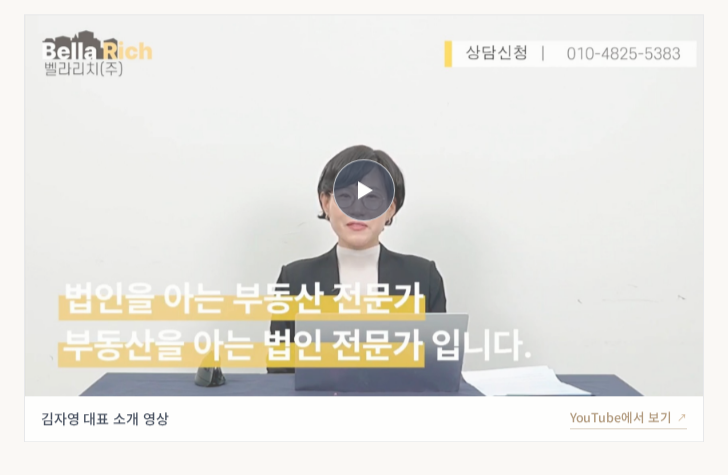 Bella Rich
벨라리치(주)
상담신청 | 010-4825-5383
법인을 아는 부동산 전문가
부동산을 아는 법인 전문가 입니다.
김자영 대표 소개 영상
YouTube에서 보기 ↗